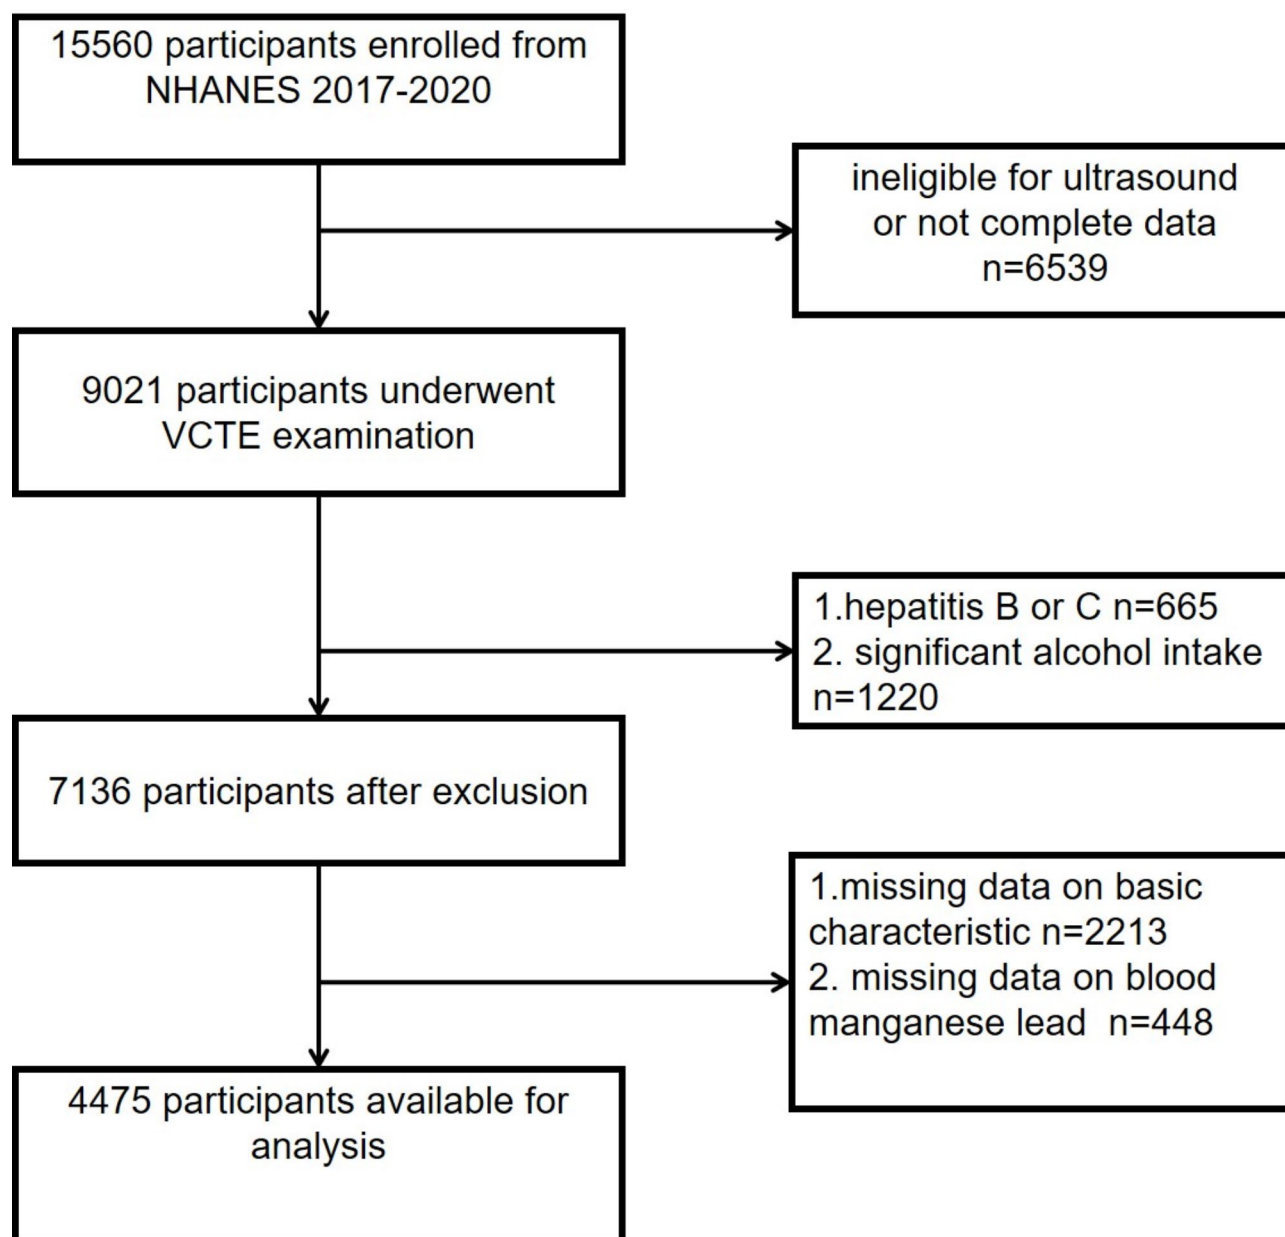 15560 participants enrolled from
NHANES 2017-2020
ineligible for ultrasound
or not complete data
n=6539
9021 participants underwent
VCTE examination
1.hepatitis B or C n=665
2. significant alcohol intake
n=1220
7136 participants after exclusion
1.missing data on basic
characteristic n=2213
2. missing data on blood
manganese lead  n=448
4475 participants available for
analysis